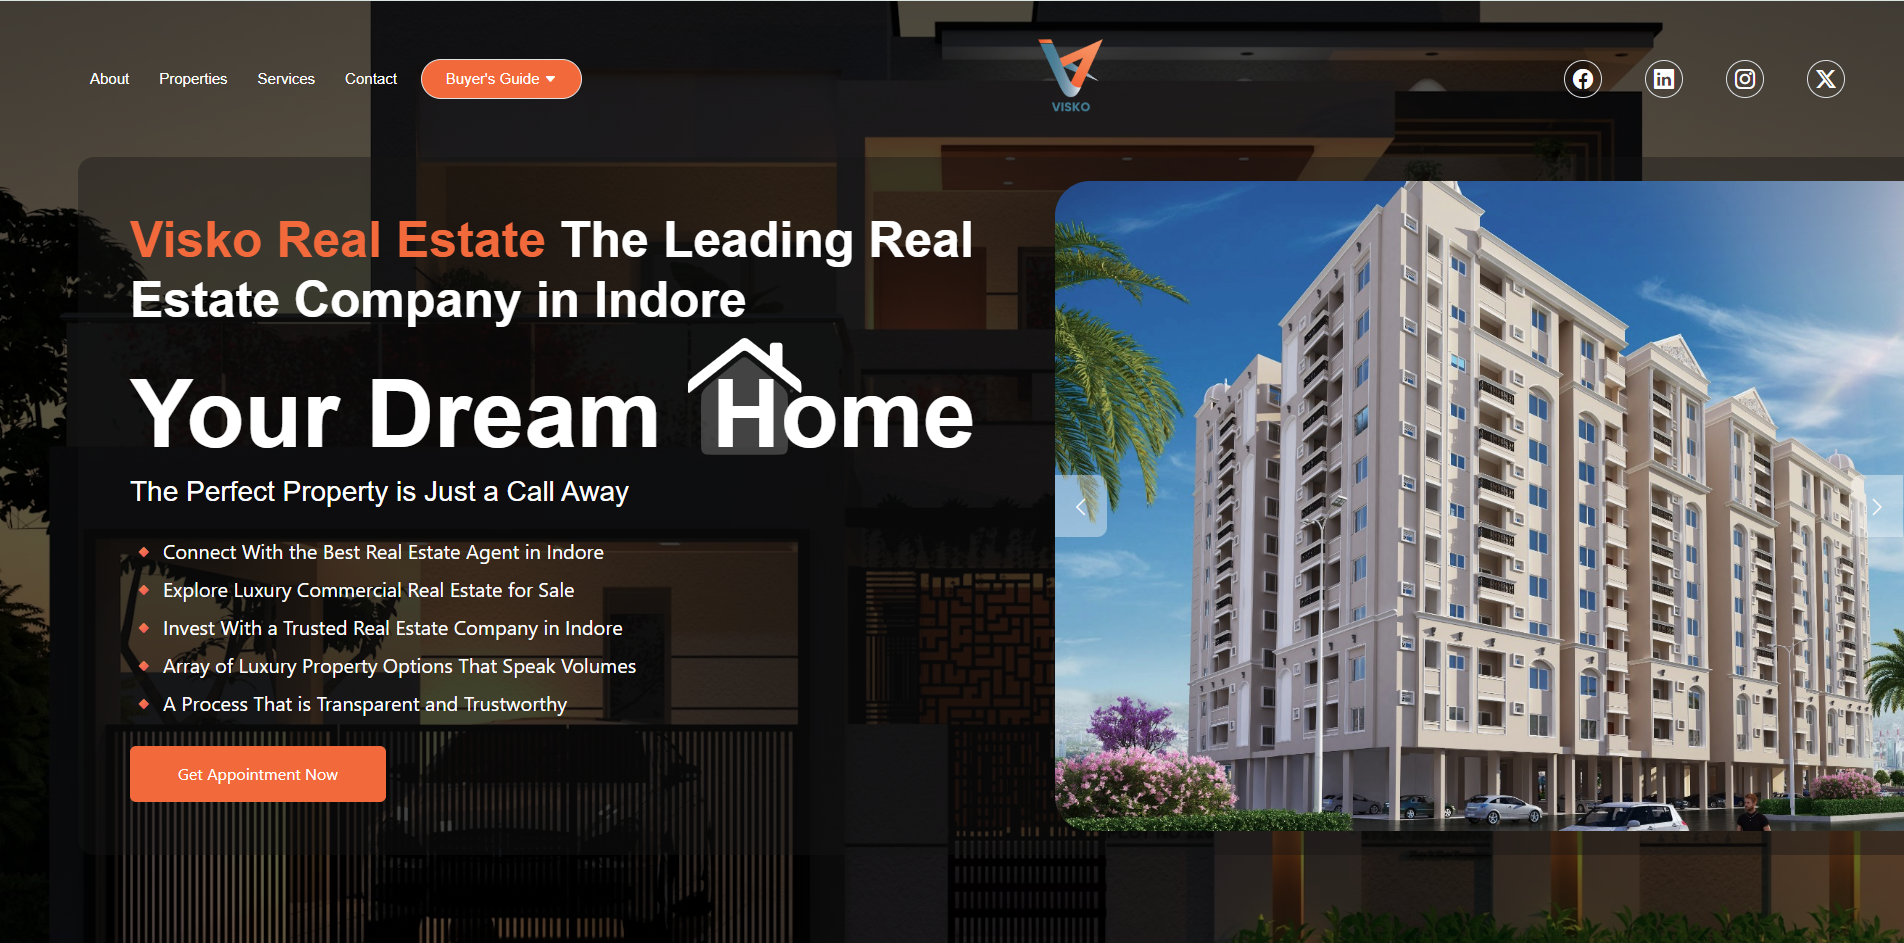 About
Properties
Services
Contact
Buyer's Guide
VISKO
Visko Real Estate The Leading Real
Estate Company in Indore
Your Dream Home
The Perfect Property is Just a Call Away
Connect With the Best Real Estate Agent in Indore
Explore Luxury Commercial Real Estate for Sale
Invest With a Trusted Real Estate Company in Indore
Array of Luxury Property Options That Speak Volumes
A Process That is Transparent and Trustworthy
Get Appointment Now